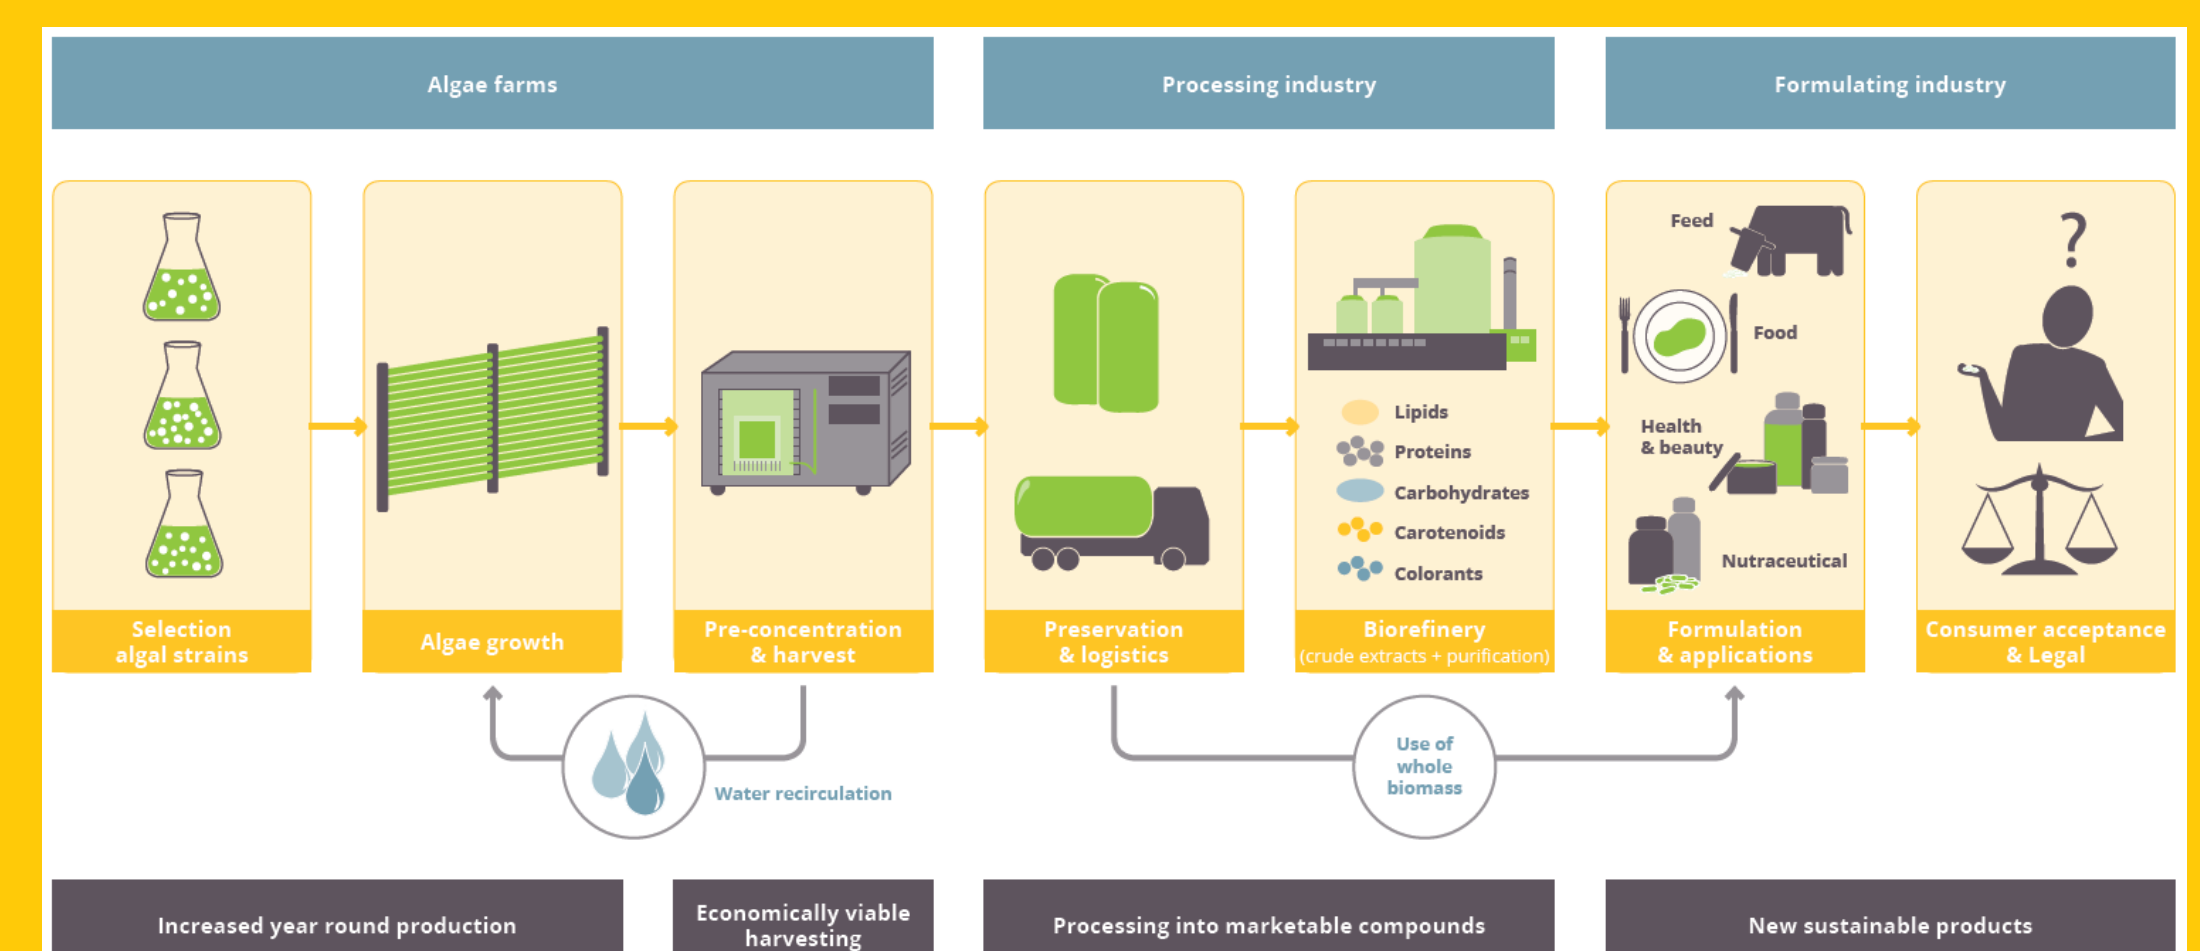 Algae farms
Processing industry
Formulating industry
Feed
Food
Health
& beauty
Nutraceutical
?
Lipids
Proteins
Carbohydrates
Carotenoids
Colorants
Selection
algal strains
Algae growth
Pre-concentration
& harvest
Preservation
& logistics
Biorefinery
(crude extracts + purification)
Formulation
& applications
Consumer acceptance
& Legal
Water recirculation
Use of
whole
biomass
Increased year round production
Economically viable
harvesting
Processing into marketable compounds
New sustainable products